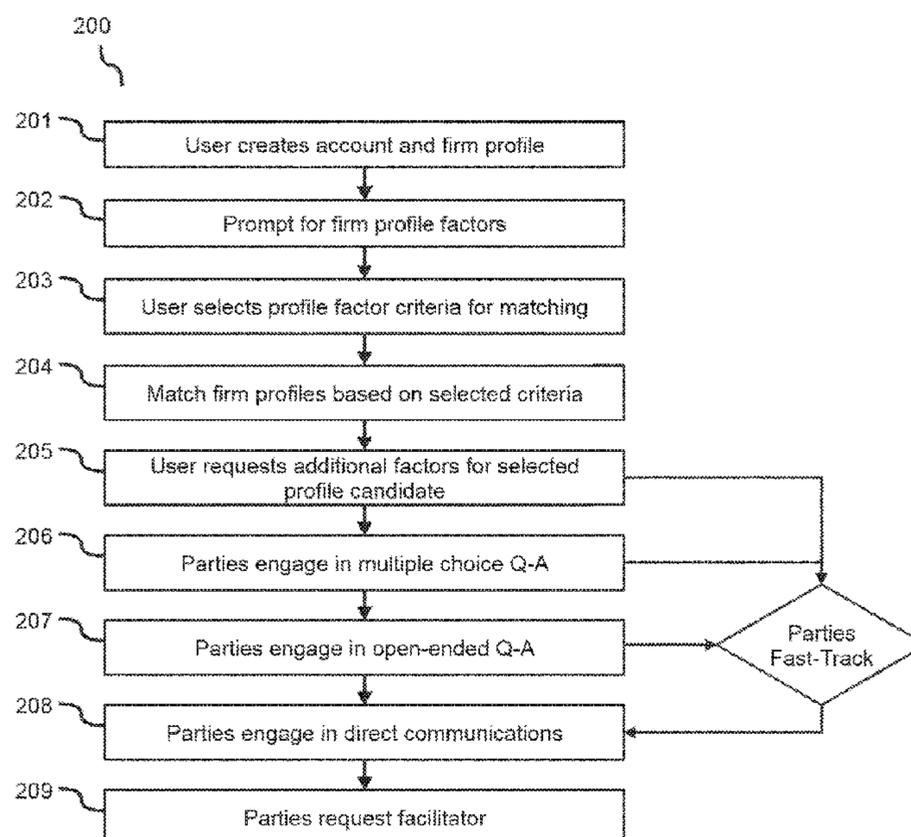 200
201
User creates account and firm profile
202
Prompt for firm profile factors
203
User selects profile factor criteria for matching
204
Match firm profiles based on selected criteria
205
User requests additional factors for selected
profile candidate
206
Parties engage in multiple choice Q-A
207
Parties engage in open-ended Q-A
Parties
Fast-Track
208
Parties engage in direct communications
209
Parties request facilitator